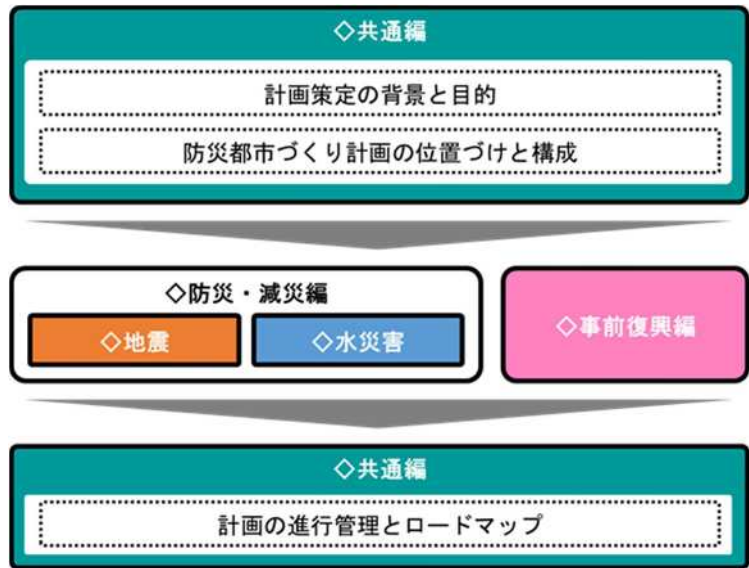 ◇共通編
計画策定の背景と目的
防災都市づくり計画の位置づけと構成
◇防災・減災編
◇地震
◇水災害
◇事前復興編
◇共通編
計画の進行管理とロードマップ